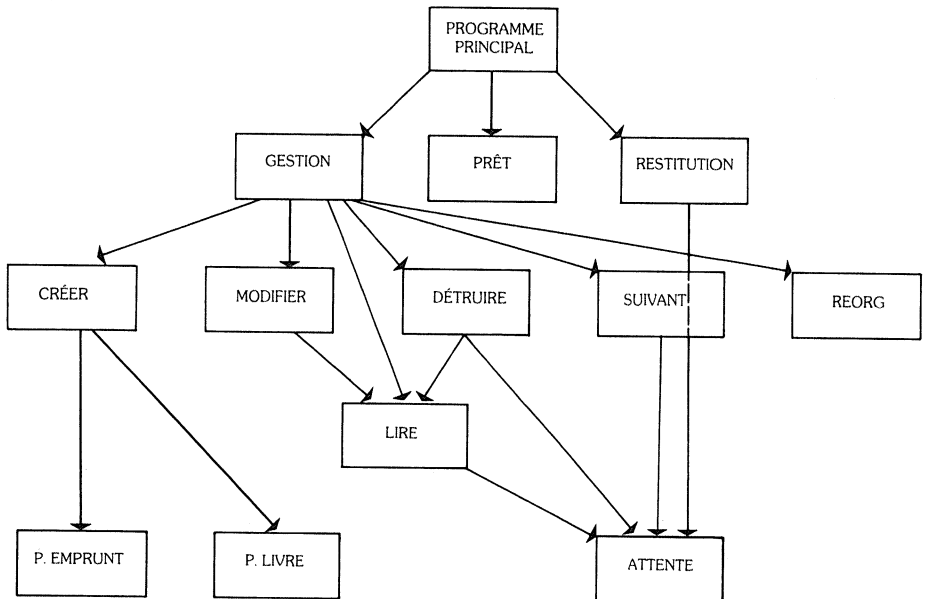 PROGRAMME
PRINCIPAL
GESTION
PRÊT
RESTITUTION
CRÉER
MODIFIER
DÉTRUIRE
SUIVANT
REORG
LIRE
P. EMPRUNT
P. LIVRE
ATTENTE